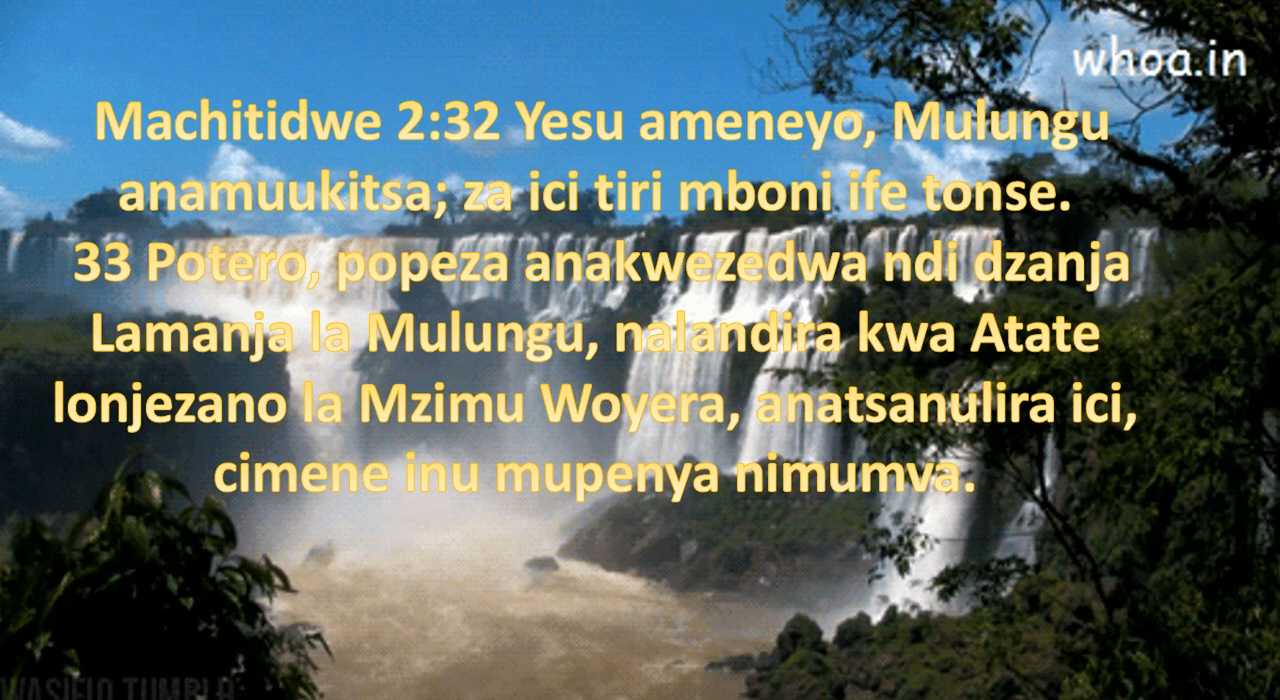 whoa.in
Machitidwe 2:32 Yesu ameneyo, Mulungu
anamuukitsa; za ici tiri mboni ife tonse.
33 Potero, popeza anakwezedwa ndi dzanja
Lamanja la Mulungu, nalandira kwa Atate
lonjezano la Mzimu Woyera, anatsanulira ici,
cimene inu mupenya nimumva.